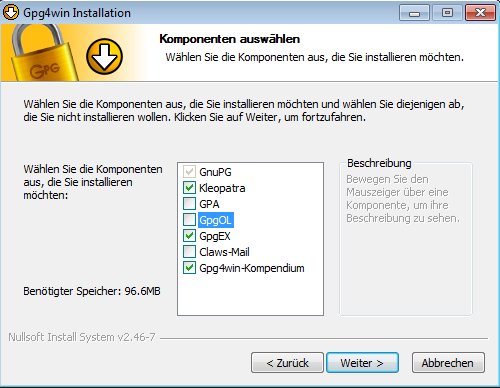 Gpg4win Installation
GPG
Komponenten auswählen
Wählen Sie die Komponenten aus, die Sie installieren möchten.
Wählen Sie die Komponenten aus, die Sie installieren möchten und wählen Sie diejenigen ab,
die Sie nicht installieren wollen. Klicken Sie auf Weiter, um fortzufahren.
Wählen Sie die Komponenten
aus, die Sie installieren
möchten:
GnuPG
Kleopatra
GPA
GpgOL
GpgEX
Claws-Mail
Gpg4win-Kompendium
Beschreibung
Bewegen Sie den
Mauszeiger über eine
Komponente, um ihre
Beschreibung zu sehen.
Benötigter Speicher: 96.6MB
Nullsoft Install System v2.46-7
< Zurück
Weiter >
Abbrechen